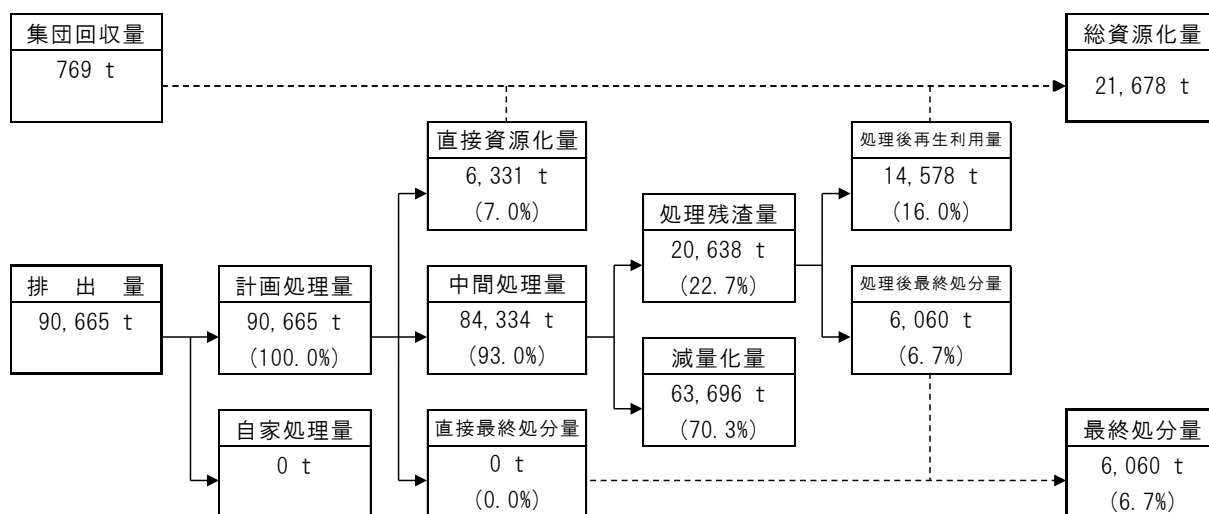 集団回収量
769 t
総資源化量
21,678 t
直接資源化量
6,331 t
(7.0%)
処理後再生利用量
14,578 t
(16.0%)
処理残渣量
20,638 t
(22.7%)
排 出 量
90,665 t
計画処理量
90,665 t
(100.0%)
中間処理量
84,334 t
(93.0%)
処理後最終処分量
6,060 t
(6.7%)
減量化量
63,696 t
(70.3%)
自家処理量
0 t
直接最終処分量
0 t
(0.0%)
最終処分量
6,060 t
(6.7%)